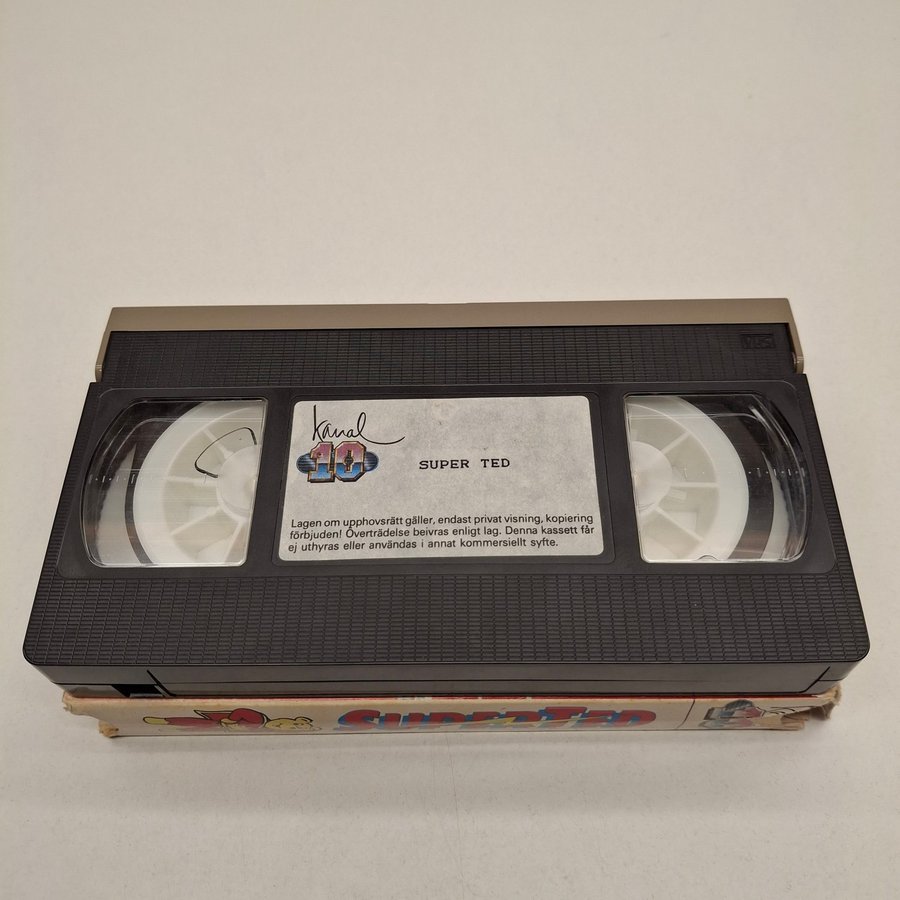 VHS
Kanal
10
SUPER TED
Lagen om upphovsrätt gäller, endast privat visning, kopiering
förbjuden! Överträdelse beivras enligt lag. Denna kassett får
ej uthyras eller användas i annat kommersiellt syfte.
SUPERTED